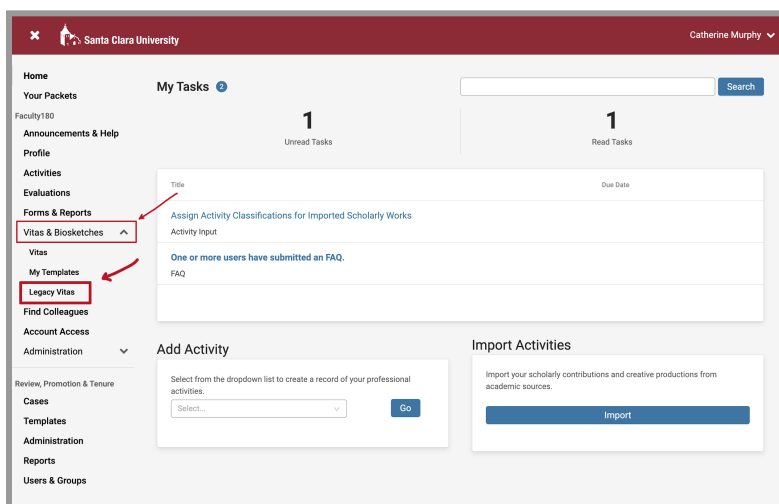 Santa Clara University
Catherine Murphy
Home
Your Packets
Faculty180
Announcements & Help
Profile
Activities
Evaluations
Forms & Reports
Vitas & Biosketches
Vitas
My Templates
Legacy Vitas
Find Colleagues
Account Access
Administration
Review, Promotion & Tenure
Cases
Templates
Administration
Reports
Users & Groups
My Tasks 2
Search
1
Unread Tasks
1
Read Tasks
Title
Due Date
Assign Activity Classifications for Imported Scholarly Works
Activity Input
One or more users have submitted an FAQ.
FAQ
Add Activity
Select from the dropdown list to create a record of your professional
activities.
Select...
Go
Import Activities
Import your scholarly contributions and creative productions from
academic sources.
Import